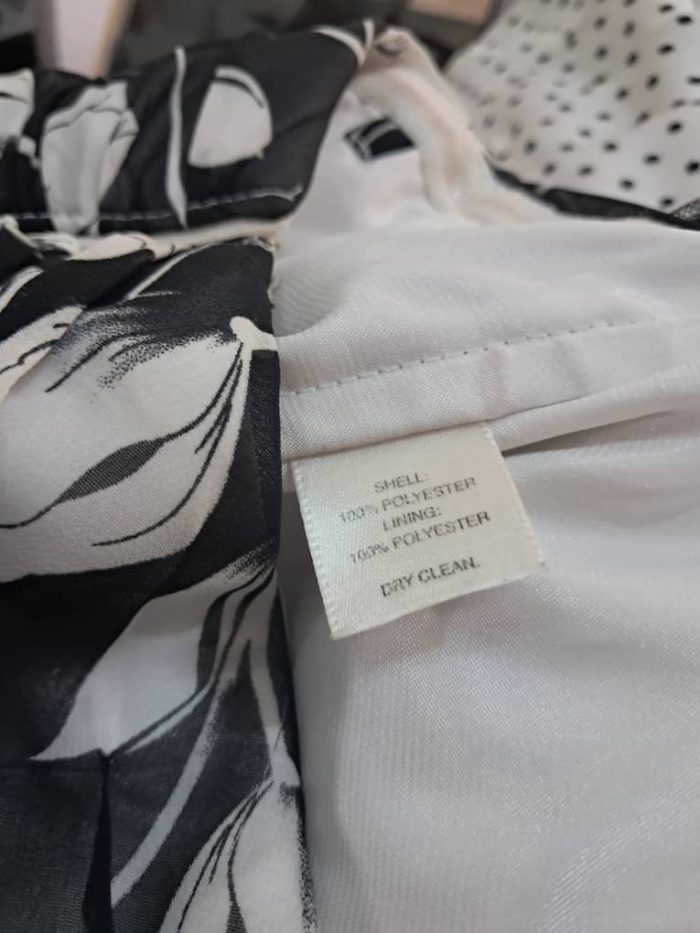 SHELL:
100% POLYESTER
LINING:
100% POLYESTER
DRY CLEAN.